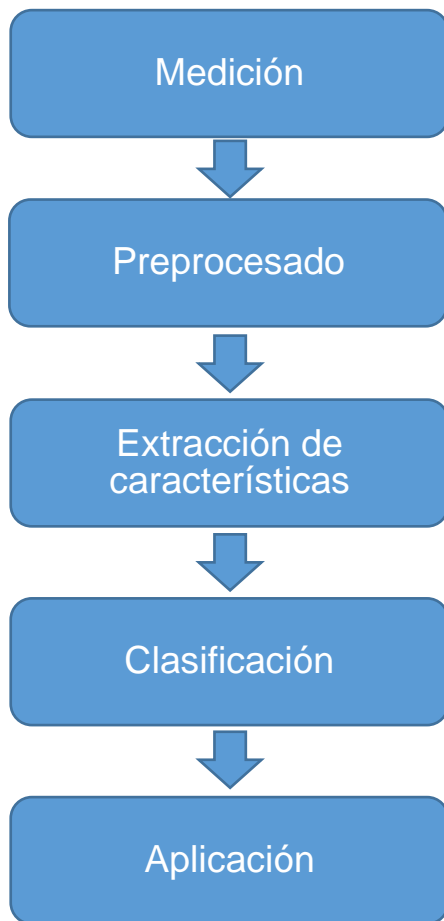 Medición
Preprocesado
Extracción de
características
Clasificación
Aplicación